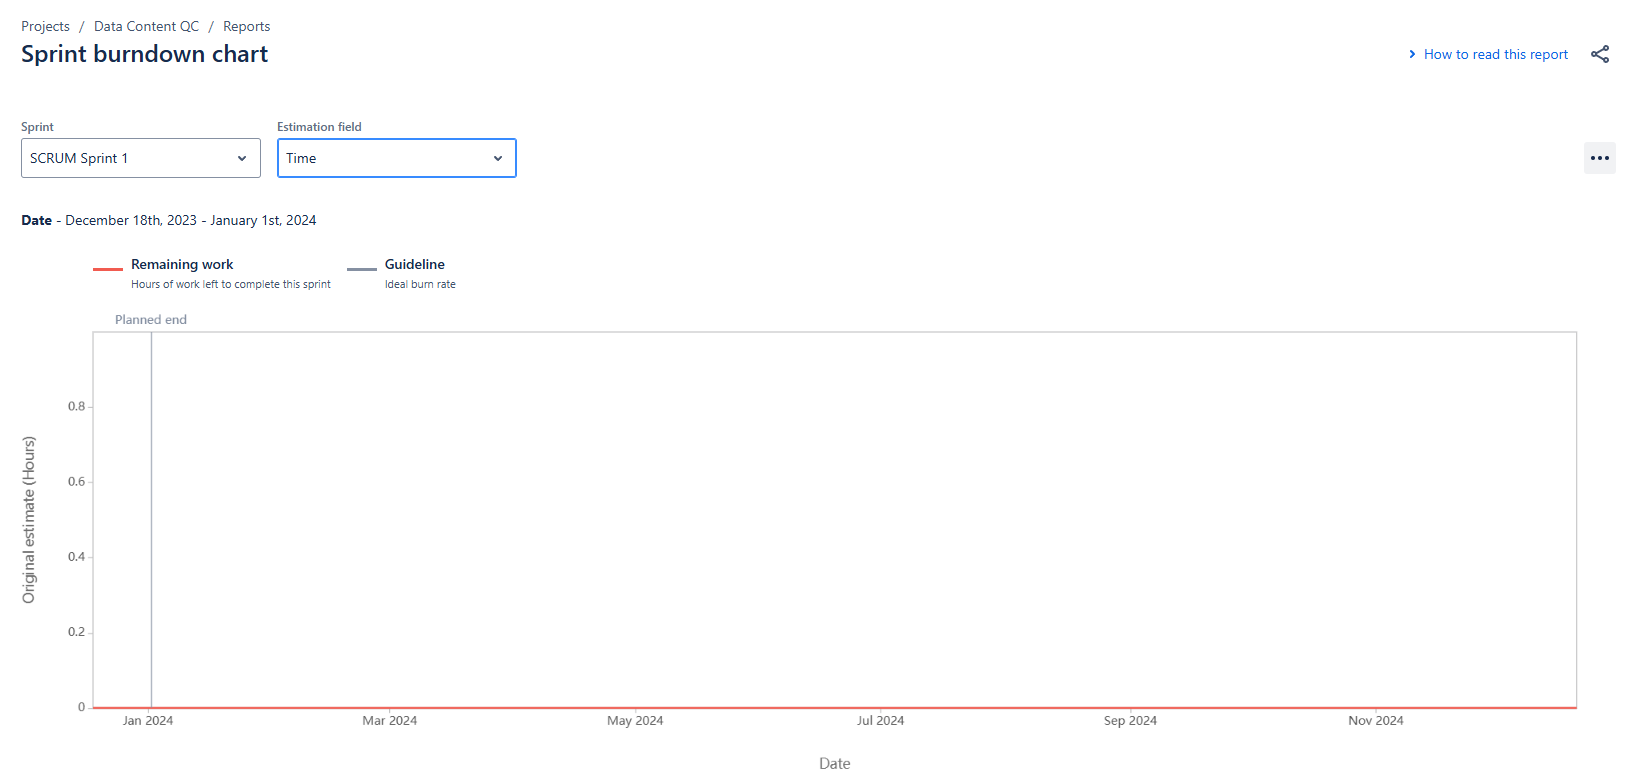 Projects / Data Content QC / Reports
Sprint burndown chart
How to read this report
Sprint
Estimation field
SCRUM Sprint 1
Time
Date - December 18th, 2023 - January 1st, 2024
Remaining work
Hours of work left to complete this sprint
Guideline
Ideal burn rate
Planned end
Original estimate (Hours)
0.8
0.6
0.4
0.2
0
Jan 2024 Mar 2024 May 2024 Jul 2024 Sep 2024 Nov 2024
Date